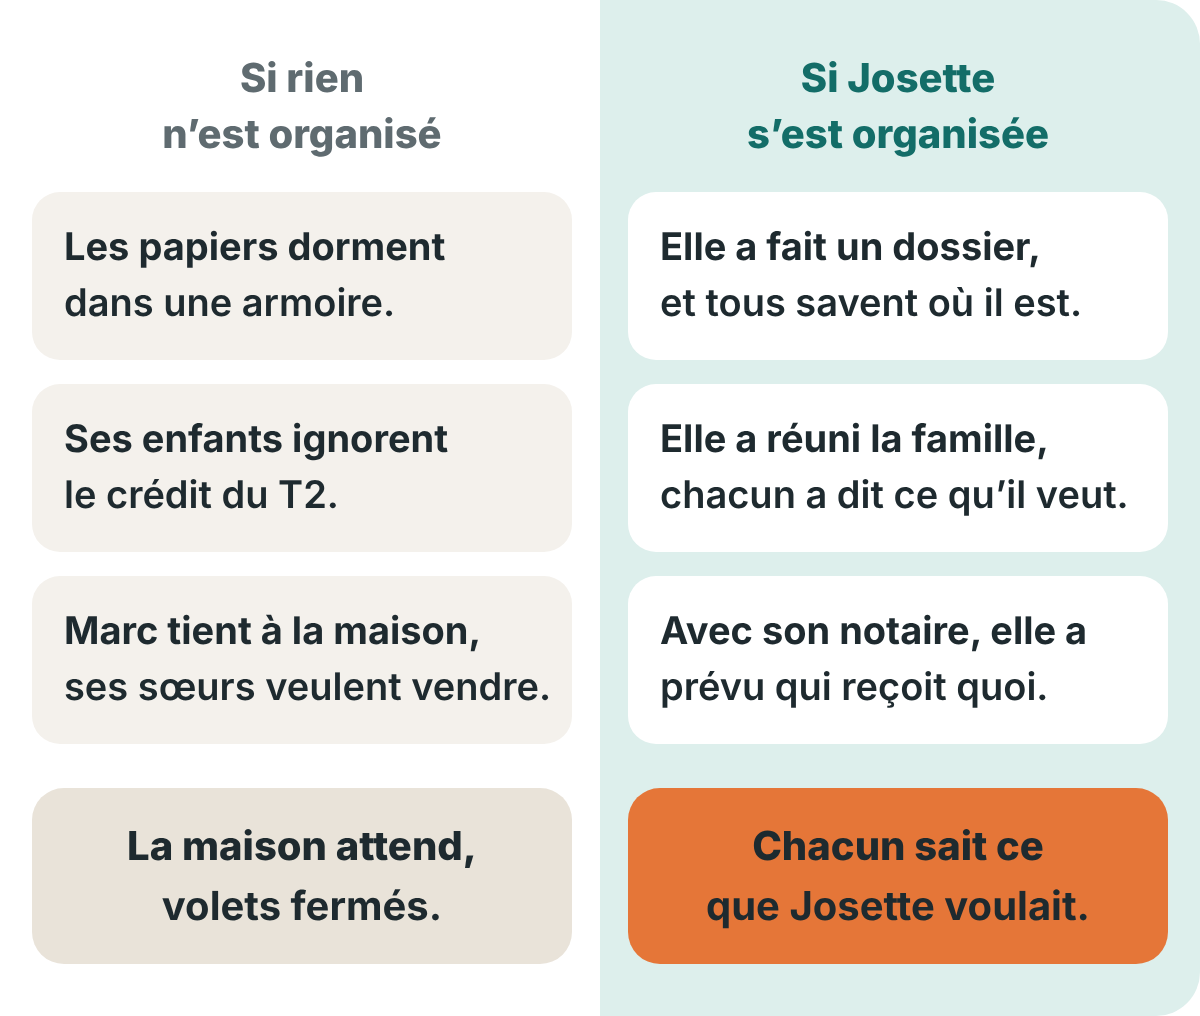 Si rien
n’est organisé
Les papiers dorment
dans une armoire.
Ses enfants ignorent
le crédit du T2.
Marc tient à la maison,
ses sœurs veulent vendre.
La maison attend,
volets fermés.
Si Josette
s’est organisée
Elle a fait un dossier,
et tous savent où il est.
Elle a réuni la famille,
chacun a dit ce qu’il veut.
Avec son notaire, elle a
prévu qui reçoit quoi.
Chacun sait ce
que Josette voulait.